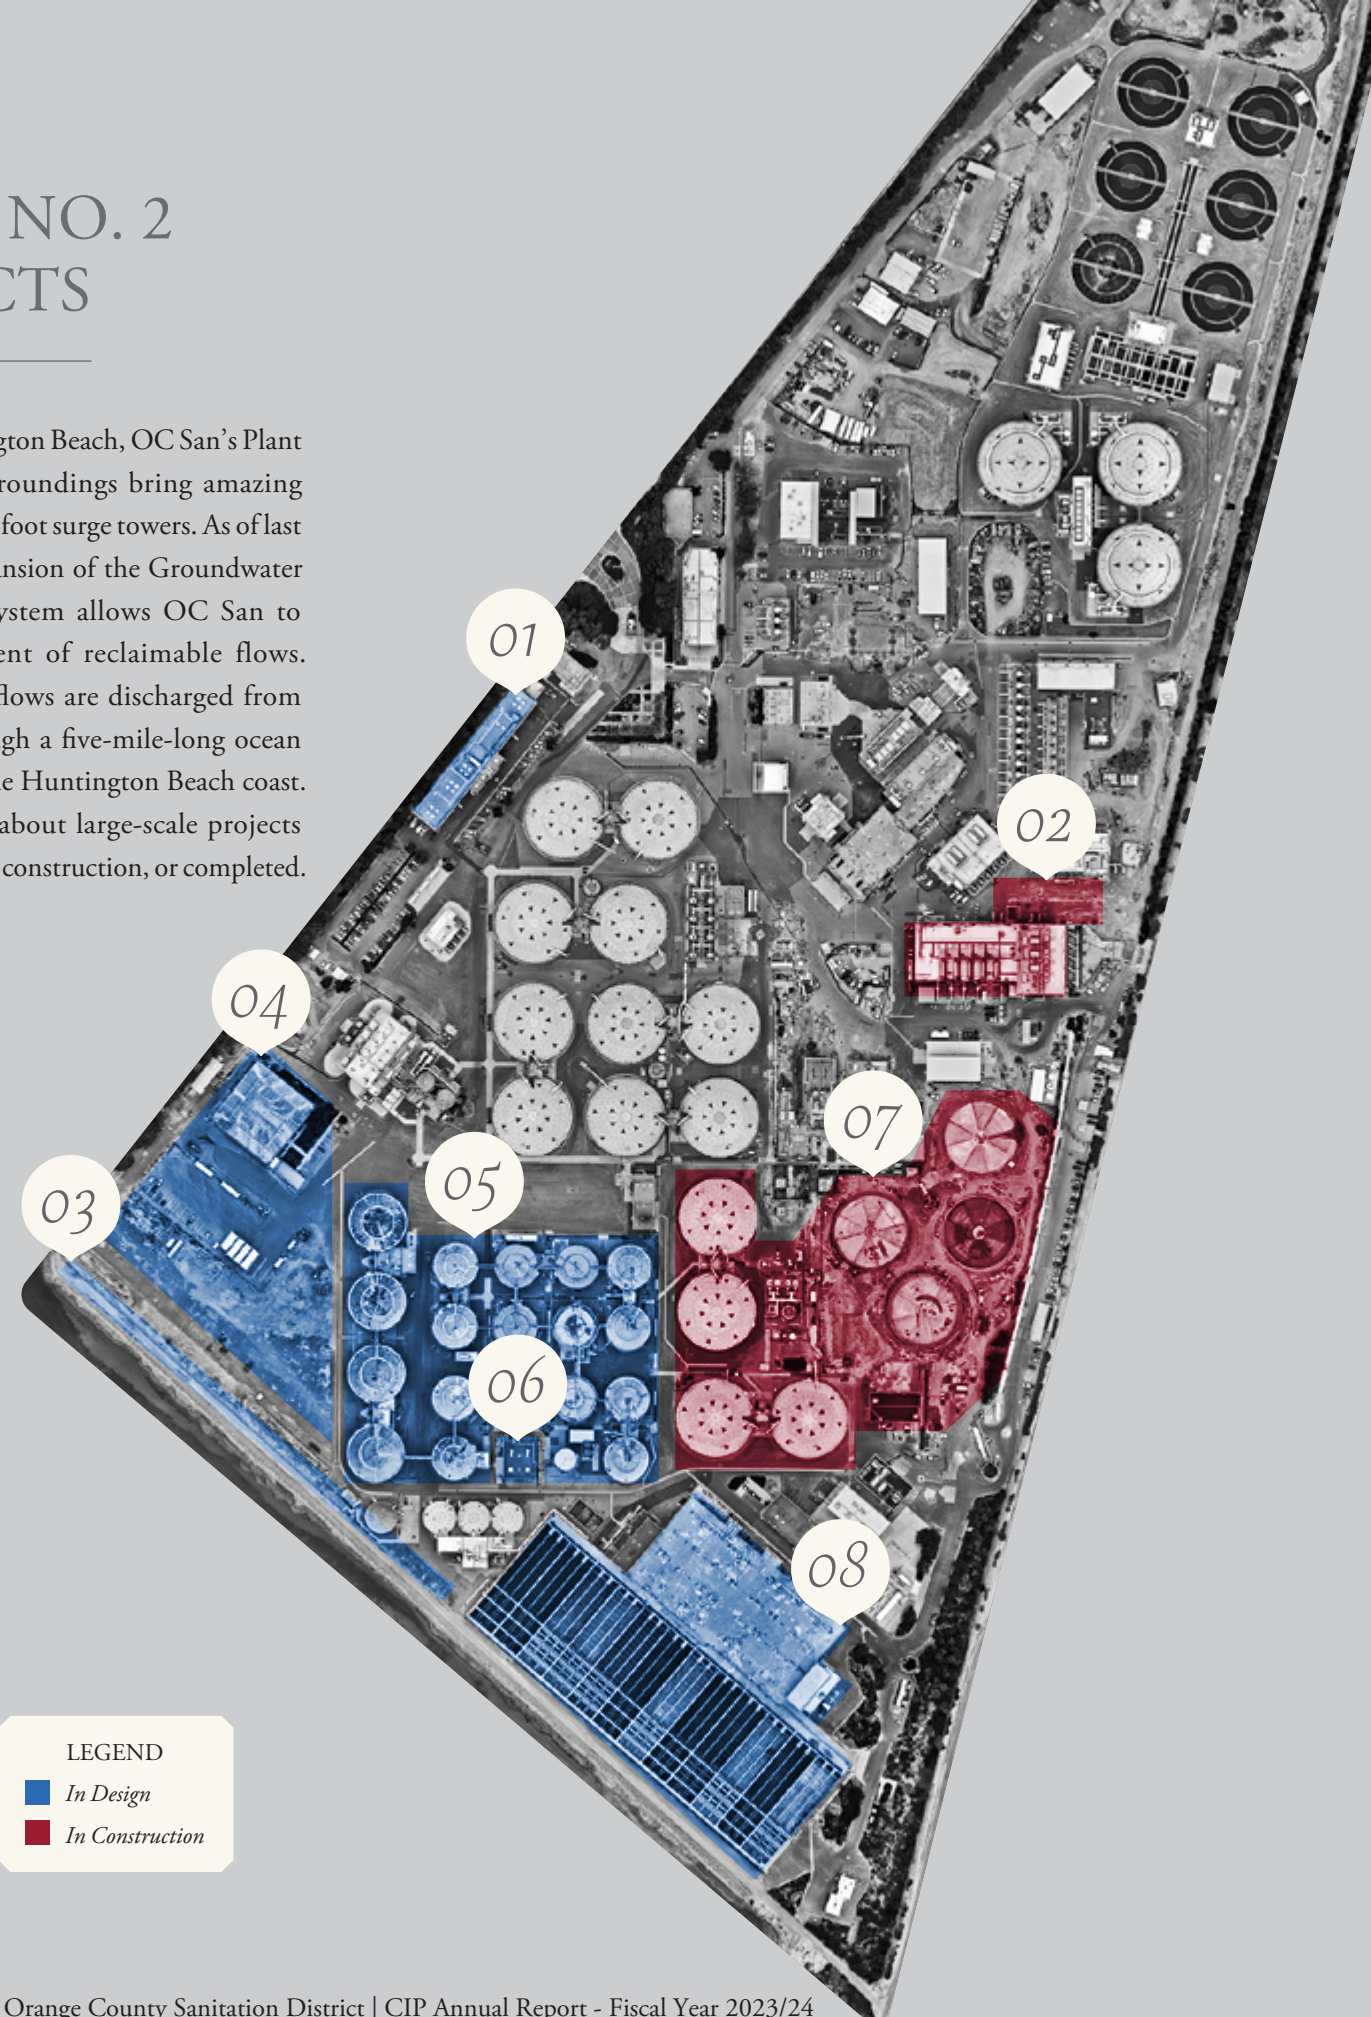 NO. 2
CTS
gton Beach, OC San's Plant
roundings bring amazing
foot surge towers. As of last
nsion of the Groundwater
ystem allows OC San to
ent of reclaimable flows.
flows are discharged from
gh a five-mile-long ocean
e Huntington Beach coast.
about large-scale projects
construction, or completed.
01
02
04
07
05
03
06
08
LEGEND
In Design
In Construction
Orange County Sanitation District | CIP Annual Report - Fiscal Year 2023/24